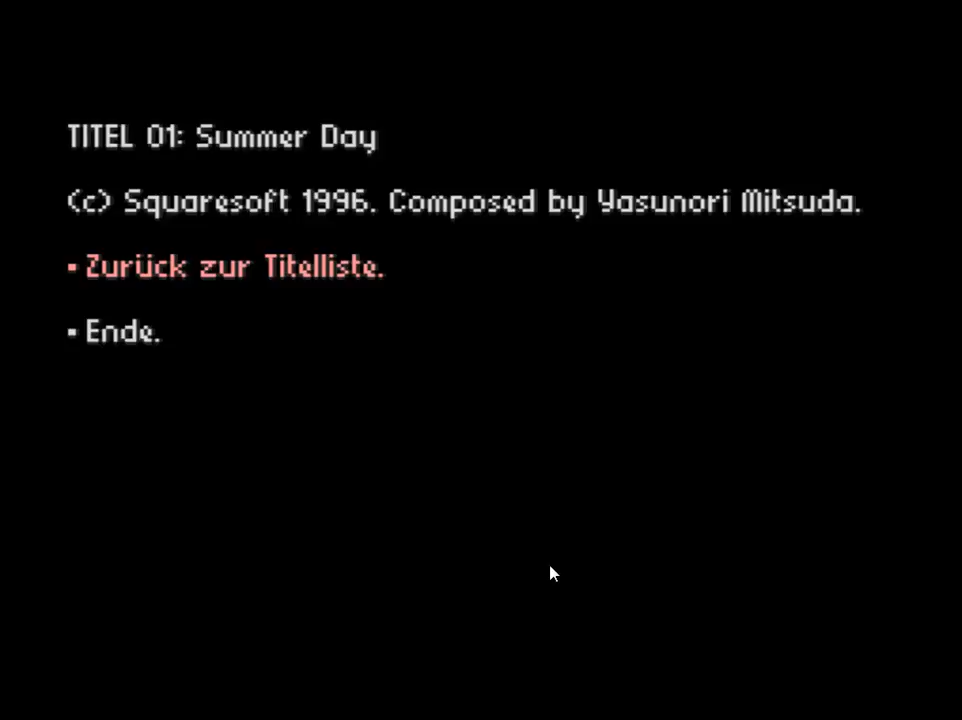 TITEL 01: Summer Day
(c) Squaresoft 1996. Composed by Yasunori Mitsuda.
▪ Zurück zur Titelliste.
▪ Ende.